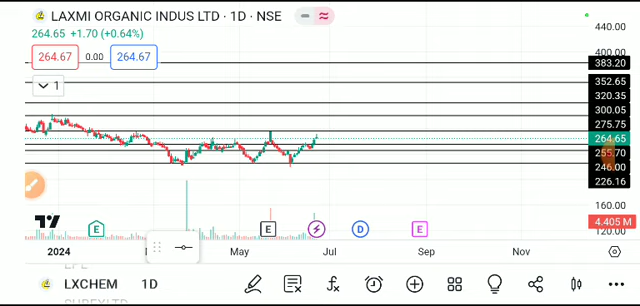 LAXMI ORGANIC INDUS LTD · 1D · NSE
264.65 +1.70 (+0.64%)
264.67 0.00 264.67
1
440.00
400.00
383.20
352.65
320.35
300.05
275.75
264.65
255.70
246.00
226.16
160.00
4.405 M
120.00
E E D E
2024 May Jul Sep Nov
LXCHEM 1D